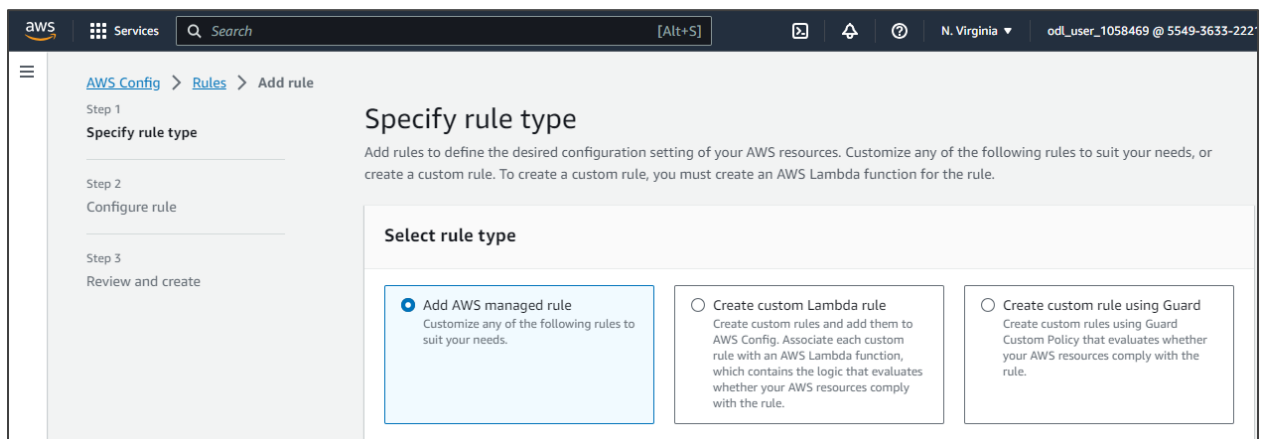 aws
Services
Search
[Alt+S]
N. Virginia
odl_user_1058469 @ 5549-3633-222
AWS Config > Rules > Add rule
Step 1
Specify rule type
Step 2
Configure rule
Step 3
Review and create
Specify rule type
Add rules to define the desired configuration setting of your AWS resources. Customize any of the following rules to suit your needs, or
create a custom rule. To create a custom rule, you must create an AWS Lambda function for the rule.
Select rule type
Add AWS managed rule
Customize any of the following rules to
suit your needs.
Create custom Lambda rule
Create custom rules and add them to
AWS Config. Associate each custom
rule with an AWS Lambda function,
which contains the logic that evaluates
whether your AWS resources comply
with the rule.
Create custom rule using Guard
Create custom rules using Guard
Custom Policy that evaluates whether
your AWS resources comply with the
rule.